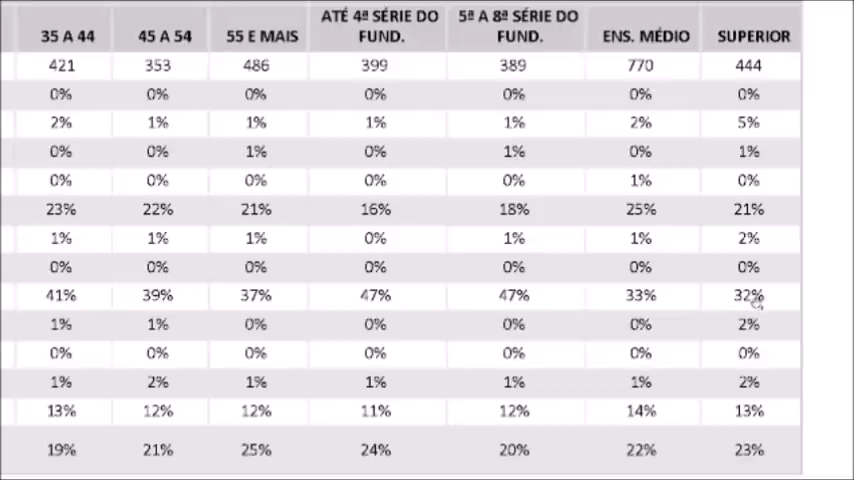 35 A 44 45 A 54 55 E MAIS ATÉ 4ª SÉRIE DO FUND. 5ª A 8ª SÉRIE DO FUND. ENS. MÉDIO SUPERIOR
421 353 486 399 389 770 444
0% 0% 0% 0% 0% 0% 0%
2% 1% 1% 1% 1% 2% 5%
0% 0% 1% 0% 1% 0% 1%
0% 0% 0% 0% 0% 1% 0%
23% 22% 21% 16% 18% 25% 21%
1% 1% 1% 0% 1% 1% 2%
0% 0% 0% 0% 0% 0% 0%
41% 39% 37% 47% 47% 33% 32%
1% 1% 0% 0% 0% 0% 2%
0% 0% 0% 0% 0% 0% 0%
1% 2% 1% 1% 1% 1% 2%
13% 12% 12% 11% 12% 14% 13%
19% 21% 25% 24% 20% 22% 23%